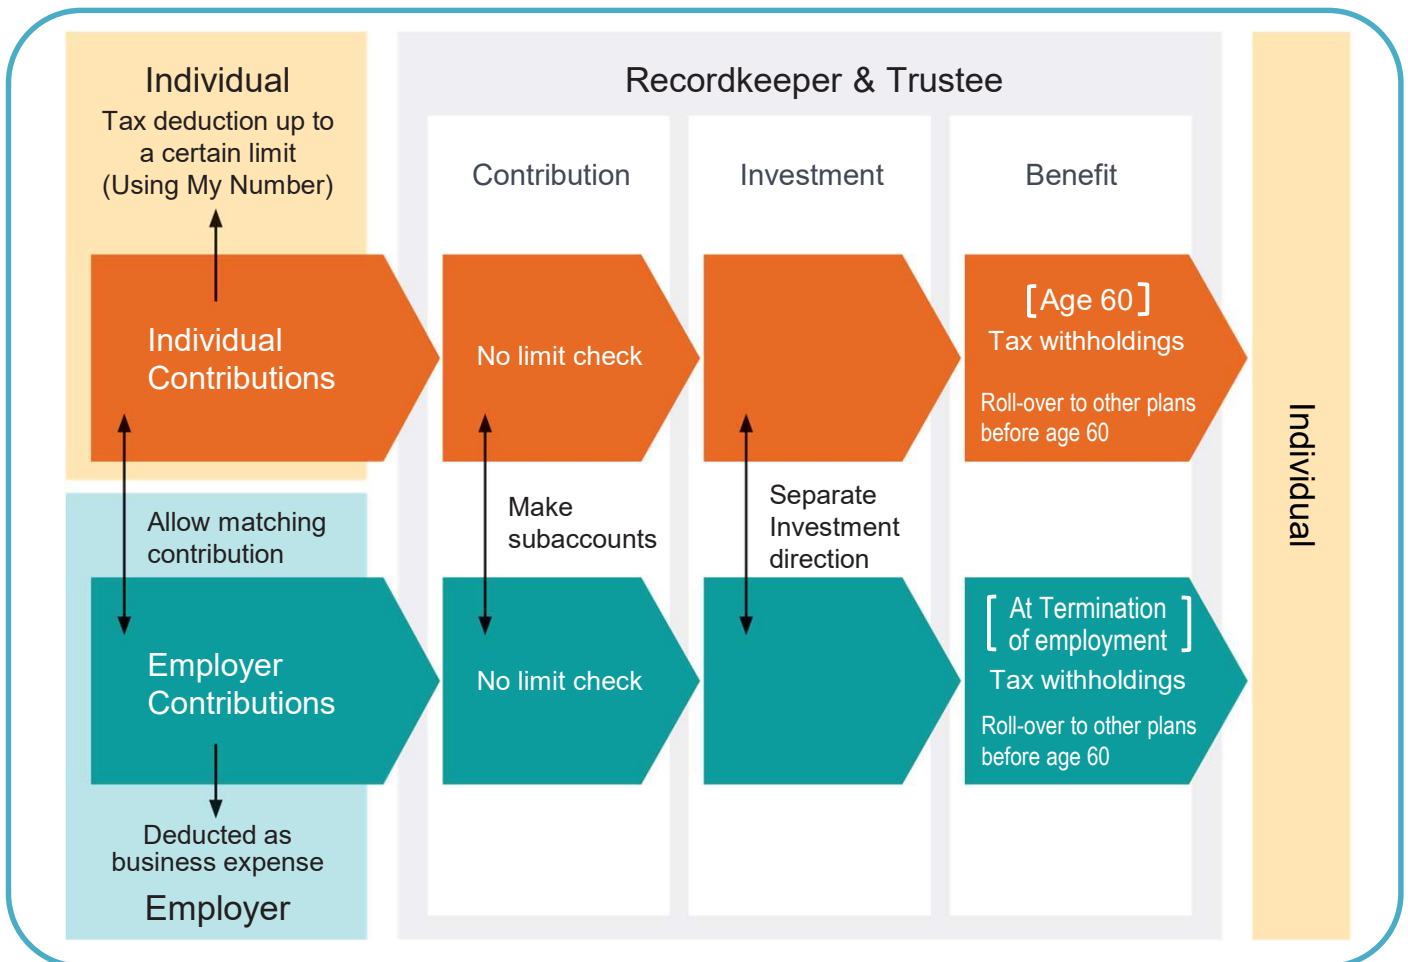 Individual
Tax deduction up to
a certain limit
(Using My Number)
Recordkeeper & Trustee
Contribution
Investment
Benefit
Individual
Contributions
No limit check
[Age 60]
Tax withholdings
Roll-over to other plans
before age 60
Allow matching
contribution
Make
subaccounts
Separate
Investment
direction
Employer
Contributions
No limit check
[At Termination
of employment]
Tax withholdings
Roll-over to other plans
before age 60
Deducted as
business expense
Employer
Individual